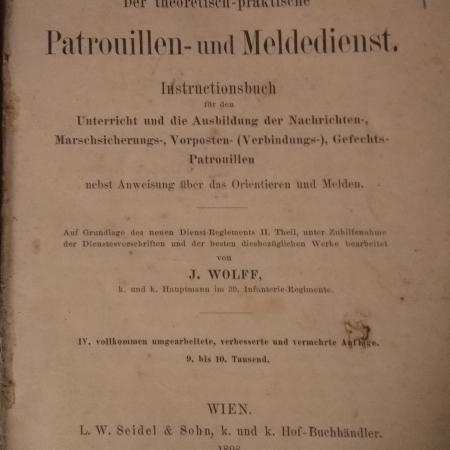 Der theoretisch-praktische
Patrouillen- und Meldedienst.
Instructionsbuch
für den
Unterricht und die Ausbildung der Nachrichten-,
Marschsicherungs-, Vorposten- (Verbindungs-), Gefechts-
Patrouillen
nebst Anweisung über das Orientieren und Melden.
Auf Grundlage des neuen Dienst-Reglements II. Theil, unter Zuhilfenahme
der Dienstesvorschriften und der besten diesbezüglichen Werke bearbeitet
von
J. WOLFF,
k. und k. Hauptmann im 39. Infanterie-Regimente.
IV. vollkommen umgearbeitete, verbesserte und vermehrte Auflage.
9. bis 10. Tausend.
WIEN.
L. W. Seidel & Sohn, k. und k. Hof-Buchhändler.